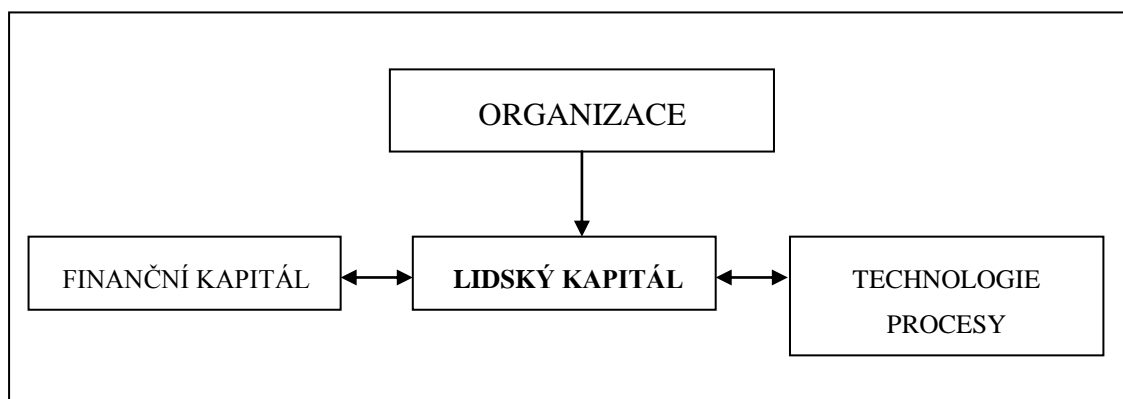 ORGANIZACE
FINANČNÍ KAPITÁL
LIDSKÝ KAPITÁL
TECHNOLOGIE
PROCESY